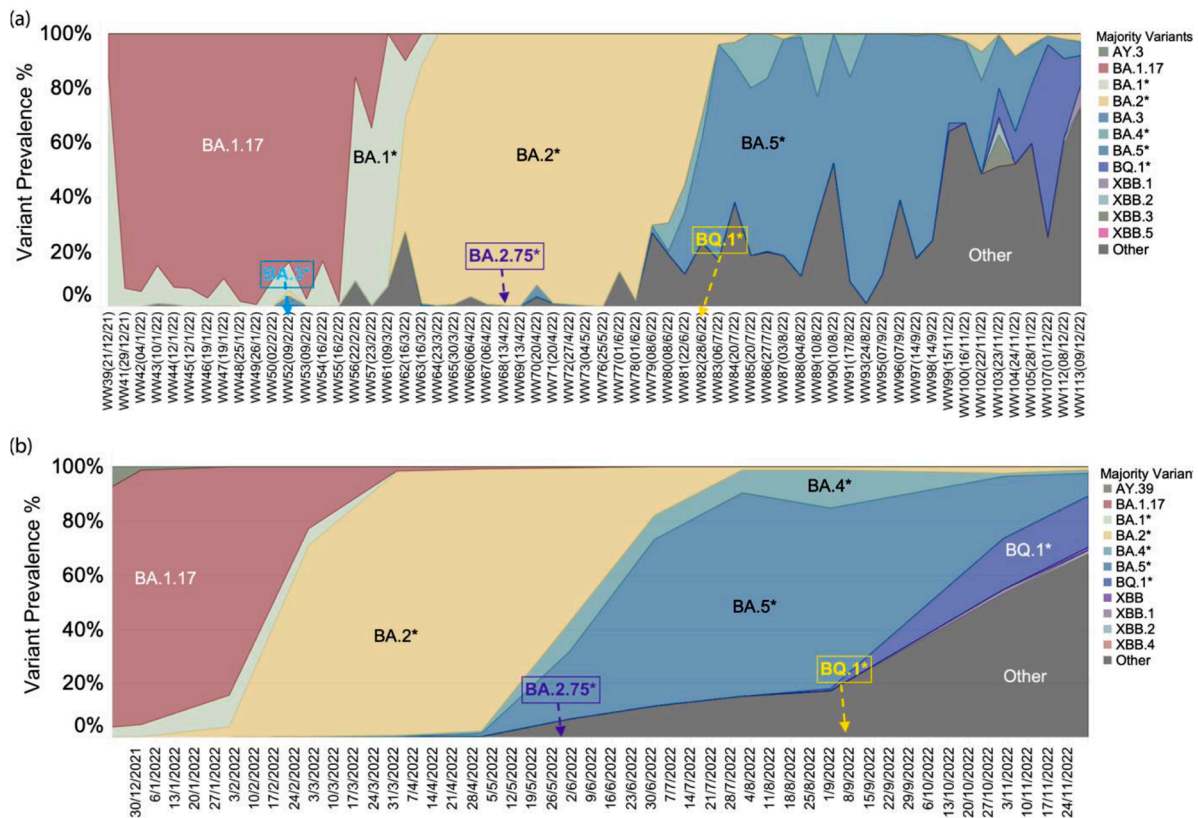 (a)
100%
80%
60%
40%
20%
0%
Variant Prevalence %
BA.1.17
BA.1*
BA.2*
BA.5*
Other
BA.3*
BA.2.75*
BQ.1*
Majority Variants
AY.3
BA.1.17
BA.1*
BA.2*
BA.3
BA.4*
BA.5*
BQ.1*
XBB.1
XBB.2
XBB.3
XBB.5
Other
WW39(21/12/21)
WW41(29/12/21)
WW42(04/1/22)
WW43(10/1/22)
WW44(12/1/22)
WW45(12/1/22)
WW46(19/1/22)
WW47(19/1/22)
WW48(25/1/22)
WW49(26/1/22)
WW50(02/2/22)
WW52(09/2/22)
WW53(09/2/22)
WW54(16/2/22)
WW55(16/2/22)
WW56(22/2/22)
WW57(23/2/22)
WW61(09/3/22)
WW62(16/3/22)
WW63(16/3/22)
WW64(23/3/22)
WW65(30/3/22)
WW66(06/4/22)
WW67(06/4/22)
WW68(13/4/22)
WW69(13/4/22)
WW70(20/4/22)
WW71(20/4/22)
WW72(27/4/22)
WW73(04/5/22)
WW76(25/5/22)
WW77(01/6/22)
WW78(01/6/22)
WW79(08/6/22)
WW80(08/6/22)
WW81(22/6/22)
WW82(28/6/22)
WW83(06/7/22)
WW84(20/7/22)
WW85(20/7/22)
WW86(27/7/22)
WW87(03/8/22)
WW88(04/8/22)
WW89(10/8/22)
WW90(10/8/22)
WW91(17/8/22)
WW93(24/8/22)
WW95(07/9/22)
WW96(07/9/22)
WW97(14/9/22)
WW98(14/9/22)
WW99(15/11/22)
WW100(16/11/22)
WW102(22/11/22)
WW103(23/11/22)
WW104(24/11/22)
WW105(28/11/22)
WW107(01/12/22)
WW112(08/12/22)
WW113(09/12/22)
(b)
100%
80%
60%
40%
20%
0%
Variant Prevalence %
BA.1.17
BA.2*
BA.4*
BA.5*
BQ.1*
Other
BA.2.75*
BQ.1*
Majority Variant
AY.39
BA.1.17
BA.1*
BA.2*
BA.4*
BA.5*
BQ.1*
XBB
XBB.1
XBB.2
XBB.4
Other
30/12/2021
6/1/2022
13/1/2022
20/1/2022
27/1/2022
3/2/2022
10/2/2022
17/2/2022
24/2/2022
3/3/2022
10/3/2022
17/3/2022
24/3/2022
31/3/2022
7/4/2022
14/4/2022
21/4/2022
28/4/2022
5/5/2022
12/5/2022
19/5/2022
26/5/2022
2/6/2022
9/6/2022
16/6/2022
23/6/2022
30/6/2022
7/7/2022
14/7/2022
21/7/2022
28/7/2022
4/8/2022
11/8/2022
18/8/2022
25/8/2022
1/9/2022
8/9/2022
15/9/2022
22/9/2022
29/9/2022
6/10/2022
13/10/2022
20/10/2022
27/10/2022
3/11/2022
10/11/2022
17/11/2022
24/11/2022